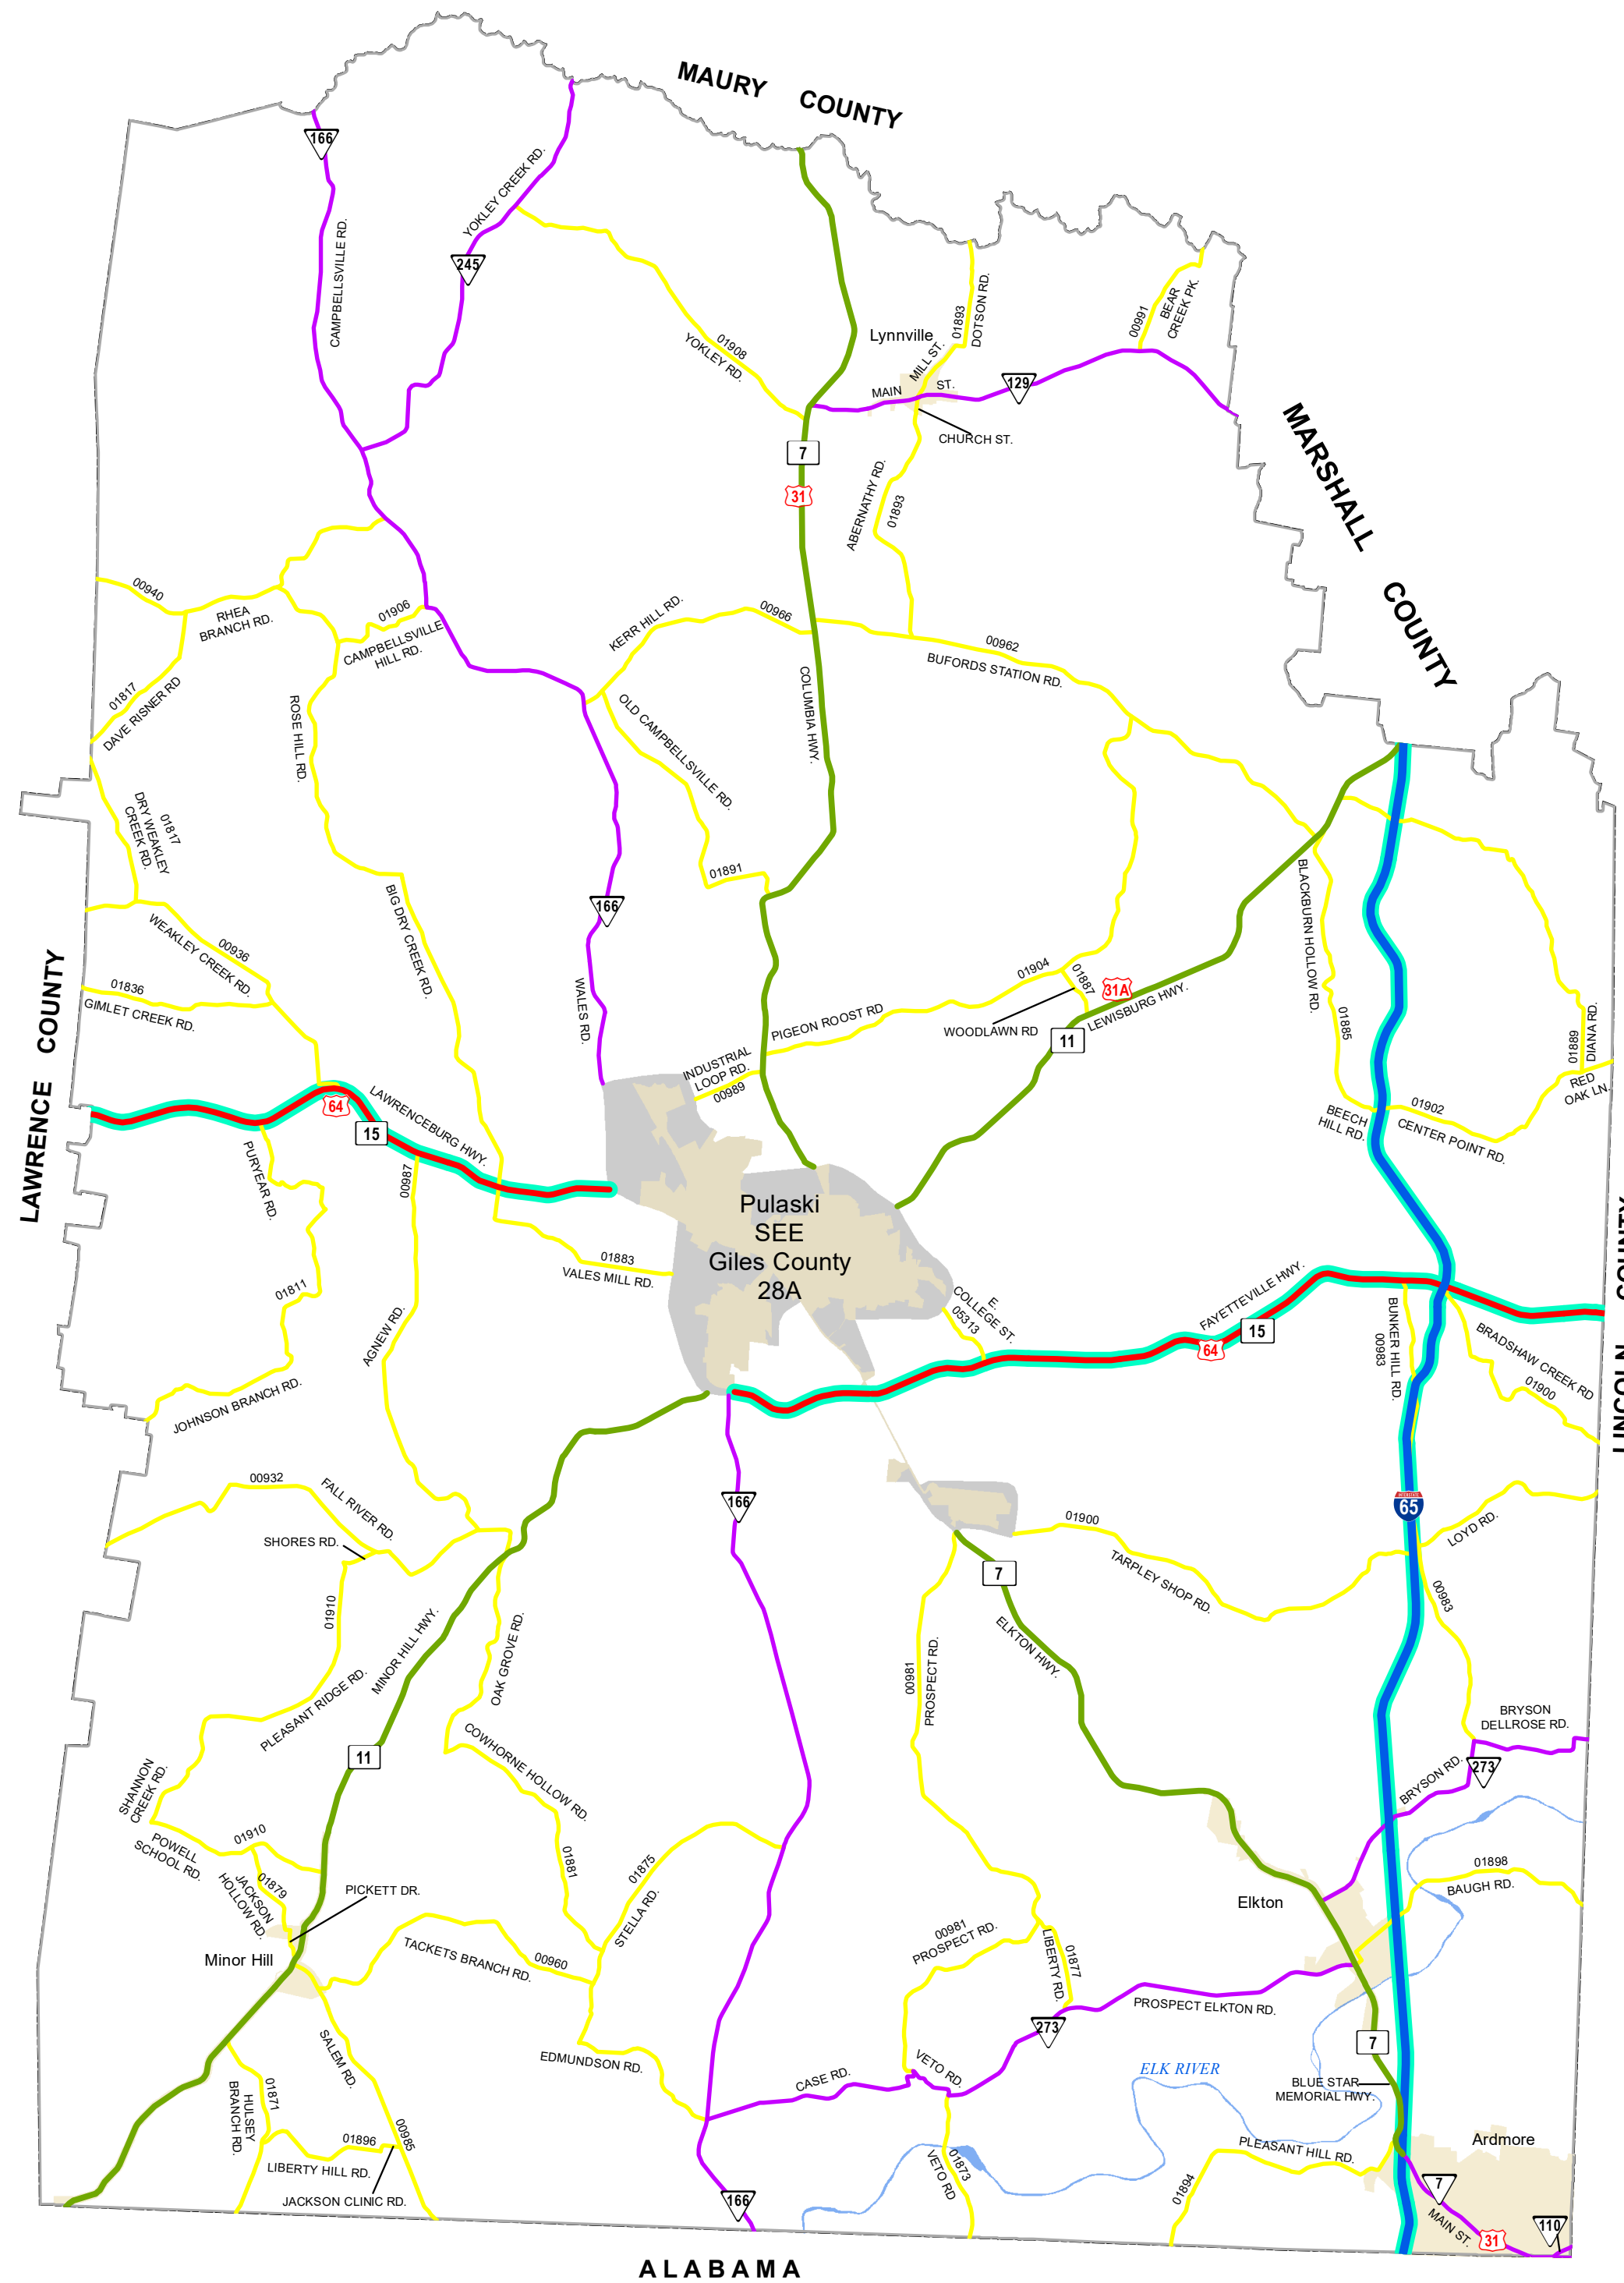 MAURY COUNTY
166
YOKLEY CREEK RD.
245
CAMPBELLSVILLE RD.
01893
DOTSON RD.
00991
BEAR
CREEK PK.
Lynnville
01908
YOKLEY RD.
MILL ST.
MAIN ST.
129
CHURCH ST.
7
31
ABERNATHY RD.
01893
MARSHALL COUNTY
00940
RHEA
BRANCH RD.
01906
CAMPBELLSVILLE
HILL RD.
KERR HILL RD.
00966
00962
BUFORDS STATION RD.
01817
DAVE RISNER RD
ROSE HILL RD.
OLD CAMPBELLSVILLE RD.
COLUMBIA HWY.
01817
DRY WEAKLEY
CREEK RD.
01891
BLACKBURN HOLLOW RD.
BIG DRY CREEK RD.
166
WEAKLEY CREEK RD.
00936
01836
GIMLET CREEK RD.
WALES RD.
01904
01887
31A
PIGEON ROOST RD
WOODLAWN RD
LEWISBURG HWY.
11
01885
01889
DIANA RD.
LAWRENCE COUNTY
INDUSTRIAL
LOOP RD.
00989
RED
OAK LN.
64
15
LAWRENCEBURG HWY.
BEECH
HILL RD.
01902
CENTER POINT RD.
PURYEAR RD.
00987
Pulaski
SEE
Giles County
28A
01883
VALES MILL RD.
LINCOLN COUNTY
01811
E.
COLLEGE ST.
05313
FAYETTEVILLE HWY.
15
64
BUNKER HILL RD.
00983
BRADSHAW CREEK RD
01900
AGNEW RD.
JOHNSON BRANCH RD.
00932
FALL RIVER RD.
SHORES RD.
166
65
01900
TARPLEY SHOP RD.
LOYD RD.
7
00983
01910
MINOR HILL HWY.
OAK GROVE RD.
00981
PROSPECT RD.
ELKTON HWY.
PLEASANT RIDGE RD.
BRYSON
DELLROSE RD.
11
COWHORNE HOLLOW RD.
BRYSON RD.
273
SHANNON
CREEK RD.
01910
POWELL
SCHOOL RD.
01879
JACKSON
HOLLOW RD.
01881
01875
STELLA RD.
01898
BAUGH RD.
PICKETT DR.
Elkton
Minor Hill
TACKETS BRANCH RD.
00960
00981
PROSPECT RD.
LIBERTY RD.
01877
PROSPECT ELKTON RD.
273
7
SALEM RD.
EDMUNDSON RD.
CASE RD.
VETO RD.
ELK RIVER
BLUE STAR
MEMORIAL HWY.
01871
HULSEY
BRANCH RD.
01896
00985
LIBERTY HILL RD.
JACKSON CLINIC RD.
VETO RD
01873
PLEASANT HILL RD.
01894
Ardmore
166
7
MAIN ST.
31
110
ALABAMA